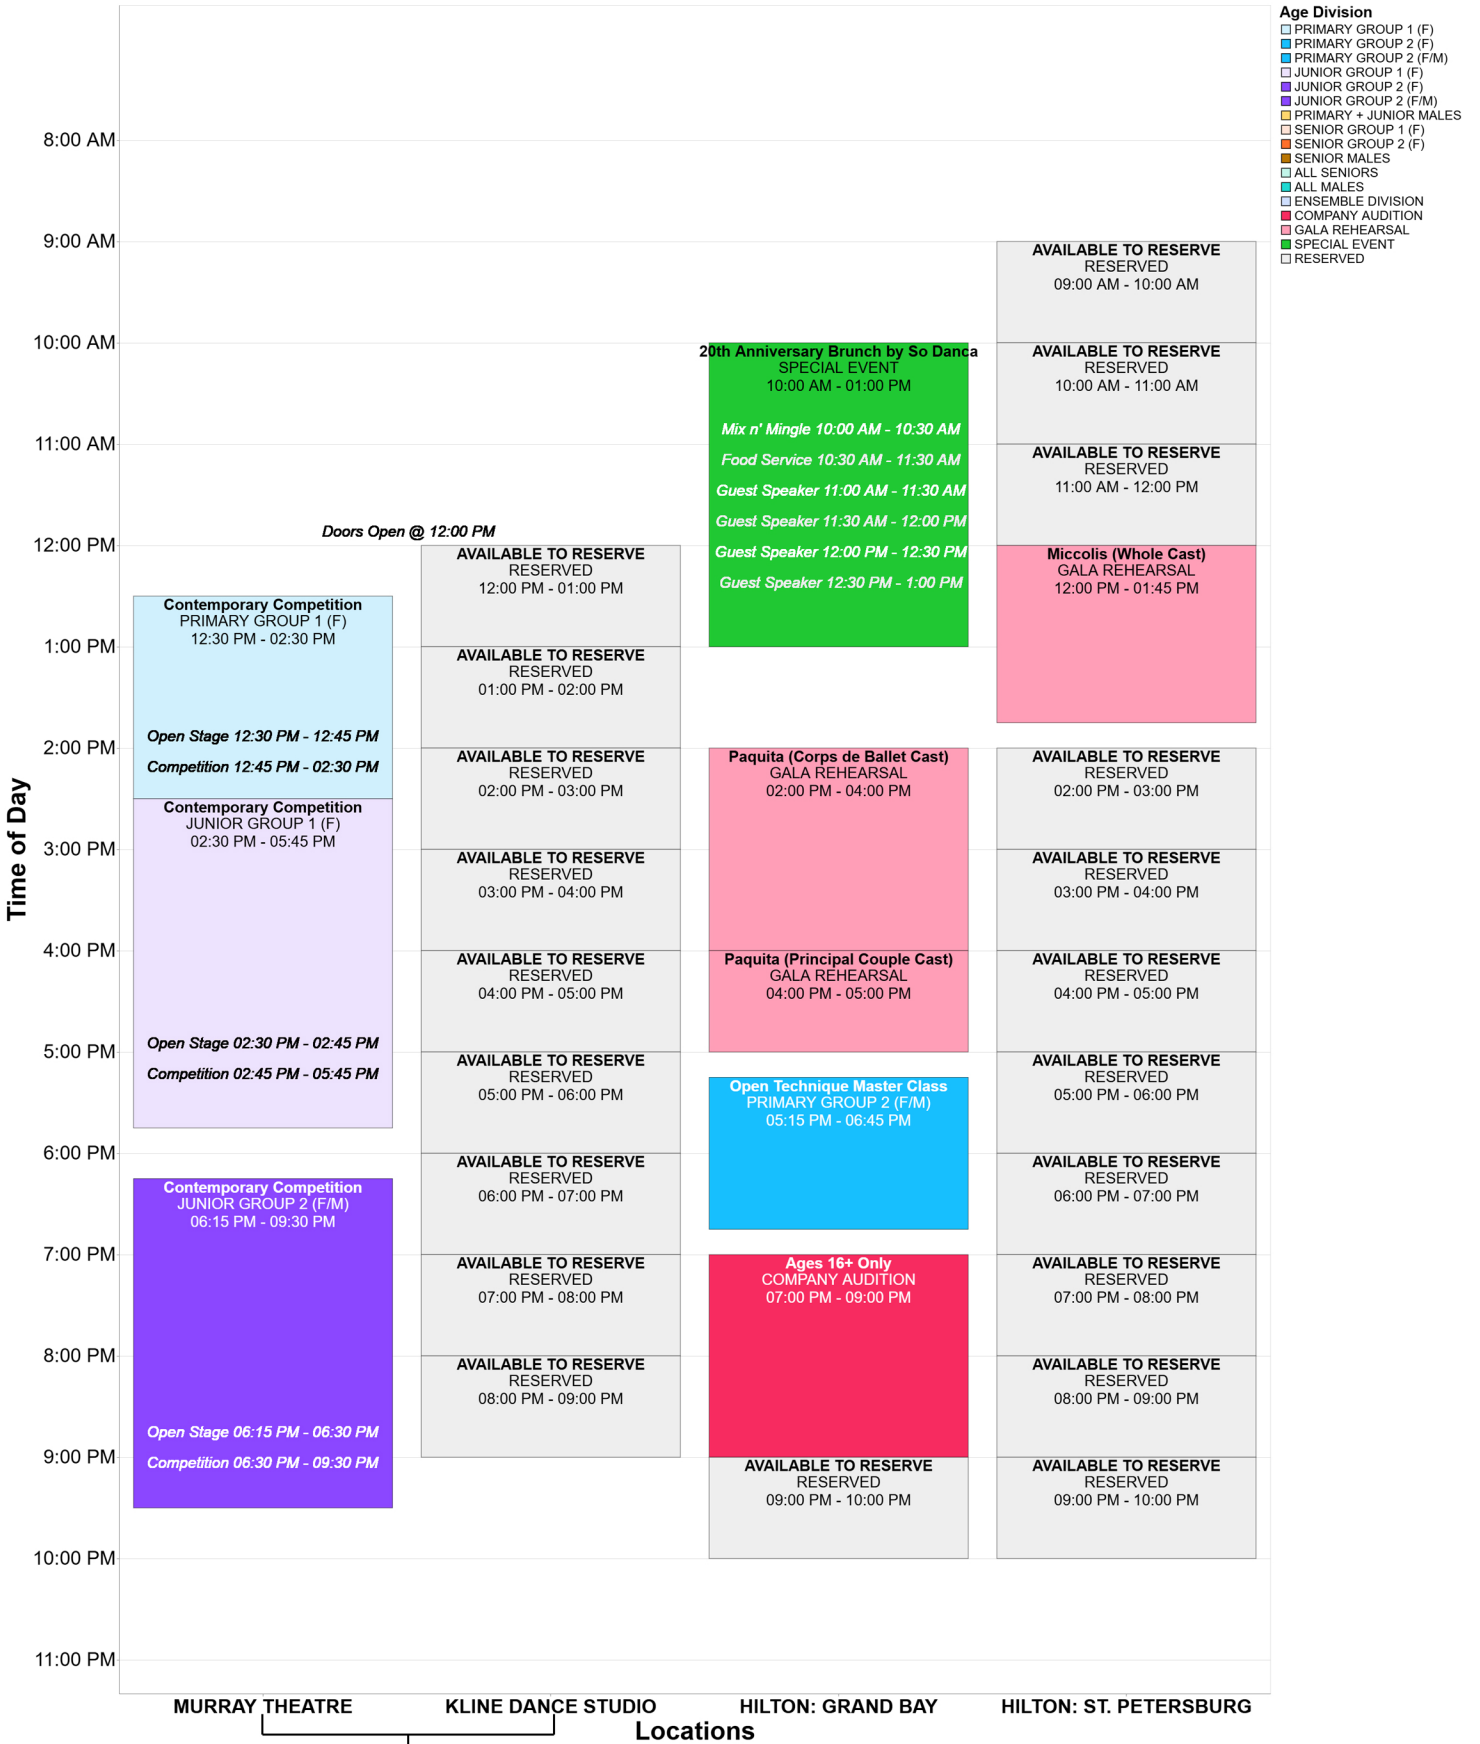 Age Division
PRIMARY GROUP 1 (F)
PRIMARY GROUP 2 (F)
PRIMARY GROUP 2 (F/M)
JUNIOR GROUP 1 (F)
JUNIOR GROUP 2 (F)
JUNIOR GROUP 2 (F/M)
PRIMARY + JUNIOR MALES
SENIOR GROUP 1 (F)
SENIOR GROUP 2 (F)
SENIOR MALES
ALL SENIORS
ALL MALES
ENSEMBLE DIVISION
COMPANY AUDITION
GALA REHEARSAL
SPECIAL EVENT
RESERVED
Time of Day
8:00 AM
9:00 AM
10:00 AM
11:00 AM
12:00 PM
1:00 PM
2:00 PM
3:00 PM
4:00 PM
5:00 PM
6:00 PM
7:00 PM
8:00 PM
9:00 PM
10:00 PM
11:00 PM
Doors Open @ 12:00 PM
Contemporary Competition
PRIMARY GROUP 1 (F)
12:30 PM - 02:30 PM
Open Stage 12:30 PM - 12:45 PM
Competition 12:45 PM - 02:30 PM
Contemporary Competition
JUNIOR GROUP 1 (F)
02:30 PM - 05:45 PM
Open Stage 02:30 PM - 02:45 PM
Competition 02:45 PM - 05:45 PM
Contemporary Competition
JUNIOR GROUP 2 (F/M)
06:15 PM - 09:30 PM
Open Stage 06:15 PM - 06:30 PM
Competition 06:30 PM - 09:30 PM
AVAILABLE TO RESERVE
RESERVED
12:00 PM - 01:00 PM
AVAILABLE TO RESERVE
RESERVED
01:00 PM - 02:00 PM
AVAILABLE TO RESERVE
RESERVED
02:00 PM - 03:00 PM
AVAILABLE TO RESERVE
RESERVED
03:00 PM - 04:00 PM
AVAILABLE TO RESERVE
RESERVED
04:00 PM - 05:00 PM
AVAILABLE TO RESERVE
RESERVED
05:00 PM - 06:00 PM
AVAILABLE TO RESERVE
RESERVED
06:00 PM - 07:00 PM
AVAILABLE TO RESERVE
RESERVED
07:00 PM - 08:00 PM
AVAILABLE TO RESERVE
RESERVED
08:00 PM - 09:00 PM
20th Anniversary Brunch by So Danca
SPECIAL EVENT
10:00 AM - 01:00 PM
Mix n' Mingle 10:00 AM - 10:30 AM
Food Service 10:30 AM - 11:30 AM
Guest Speaker 11:00 AM - 11:30 AM
Guest Speaker 11:30 AM - 12:00 PM
Guest Speaker 12:00 PM - 12:30 PM
Guest Speaker 12:30 PM - 1:00 PM
Paquita (Corps de Ballet Cast)
GALA REHEARSAL
02:00 PM - 04:00 PM
Paquita (Principal Couple Cast)
GALA REHEARSAL
04:00 PM - 05:00 PM
Open Technique Master Class
PRIMARY GROUP 2 (F/M)
05:15 PM - 06:45 PM
Ages 16+ Only
COMPANY AUDITION
07:00 PM - 09:00 PM
AVAILABLE TO RESERVE
RESERVED
09:00 PM - 10:00 PM
AVAILABLE TO RESERVE
RESERVED
09:00 AM - 10:00 AM
AVAILABLE TO RESERVE
RESERVED
10:00 AM - 11:00 AM
AVAILABLE TO RESERVE
RESERVED
11:00 AM - 12:00 PM
Miccolis (Whole Cast)
GALA REHEARSAL
12:00 PM - 01:45 PM
AVAILABLE TO RESERVE
RESERVED
02:00 PM - 03:00 PM
AVAILABLE TO RESERVE
RESERVED
03:00 PM - 04:00 PM
AVAILABLE TO RESERVE
RESERVED
04:00 PM - 05:00 PM
AVAILABLE TO RESERVE
RESERVED
05:00 PM - 06:00 PM
AVAILABLE TO RESERVE
RESERVED
06:00 PM - 07:00 PM
AVAILABLE TO RESERVE
RESERVED
07:00 PM - 08:00 PM
AVAILABLE TO RESERVE
RESERVED
08:00 PM - 09:00 PM
AVAILABLE TO RESERVE
RESERVED
09:00 PM - 10:00 PM
MURRAY THEATRE
KLINE DANCE STUDIO
HILTON: GRAND BAY
HILTON: ST. PETERSBURG
Locations